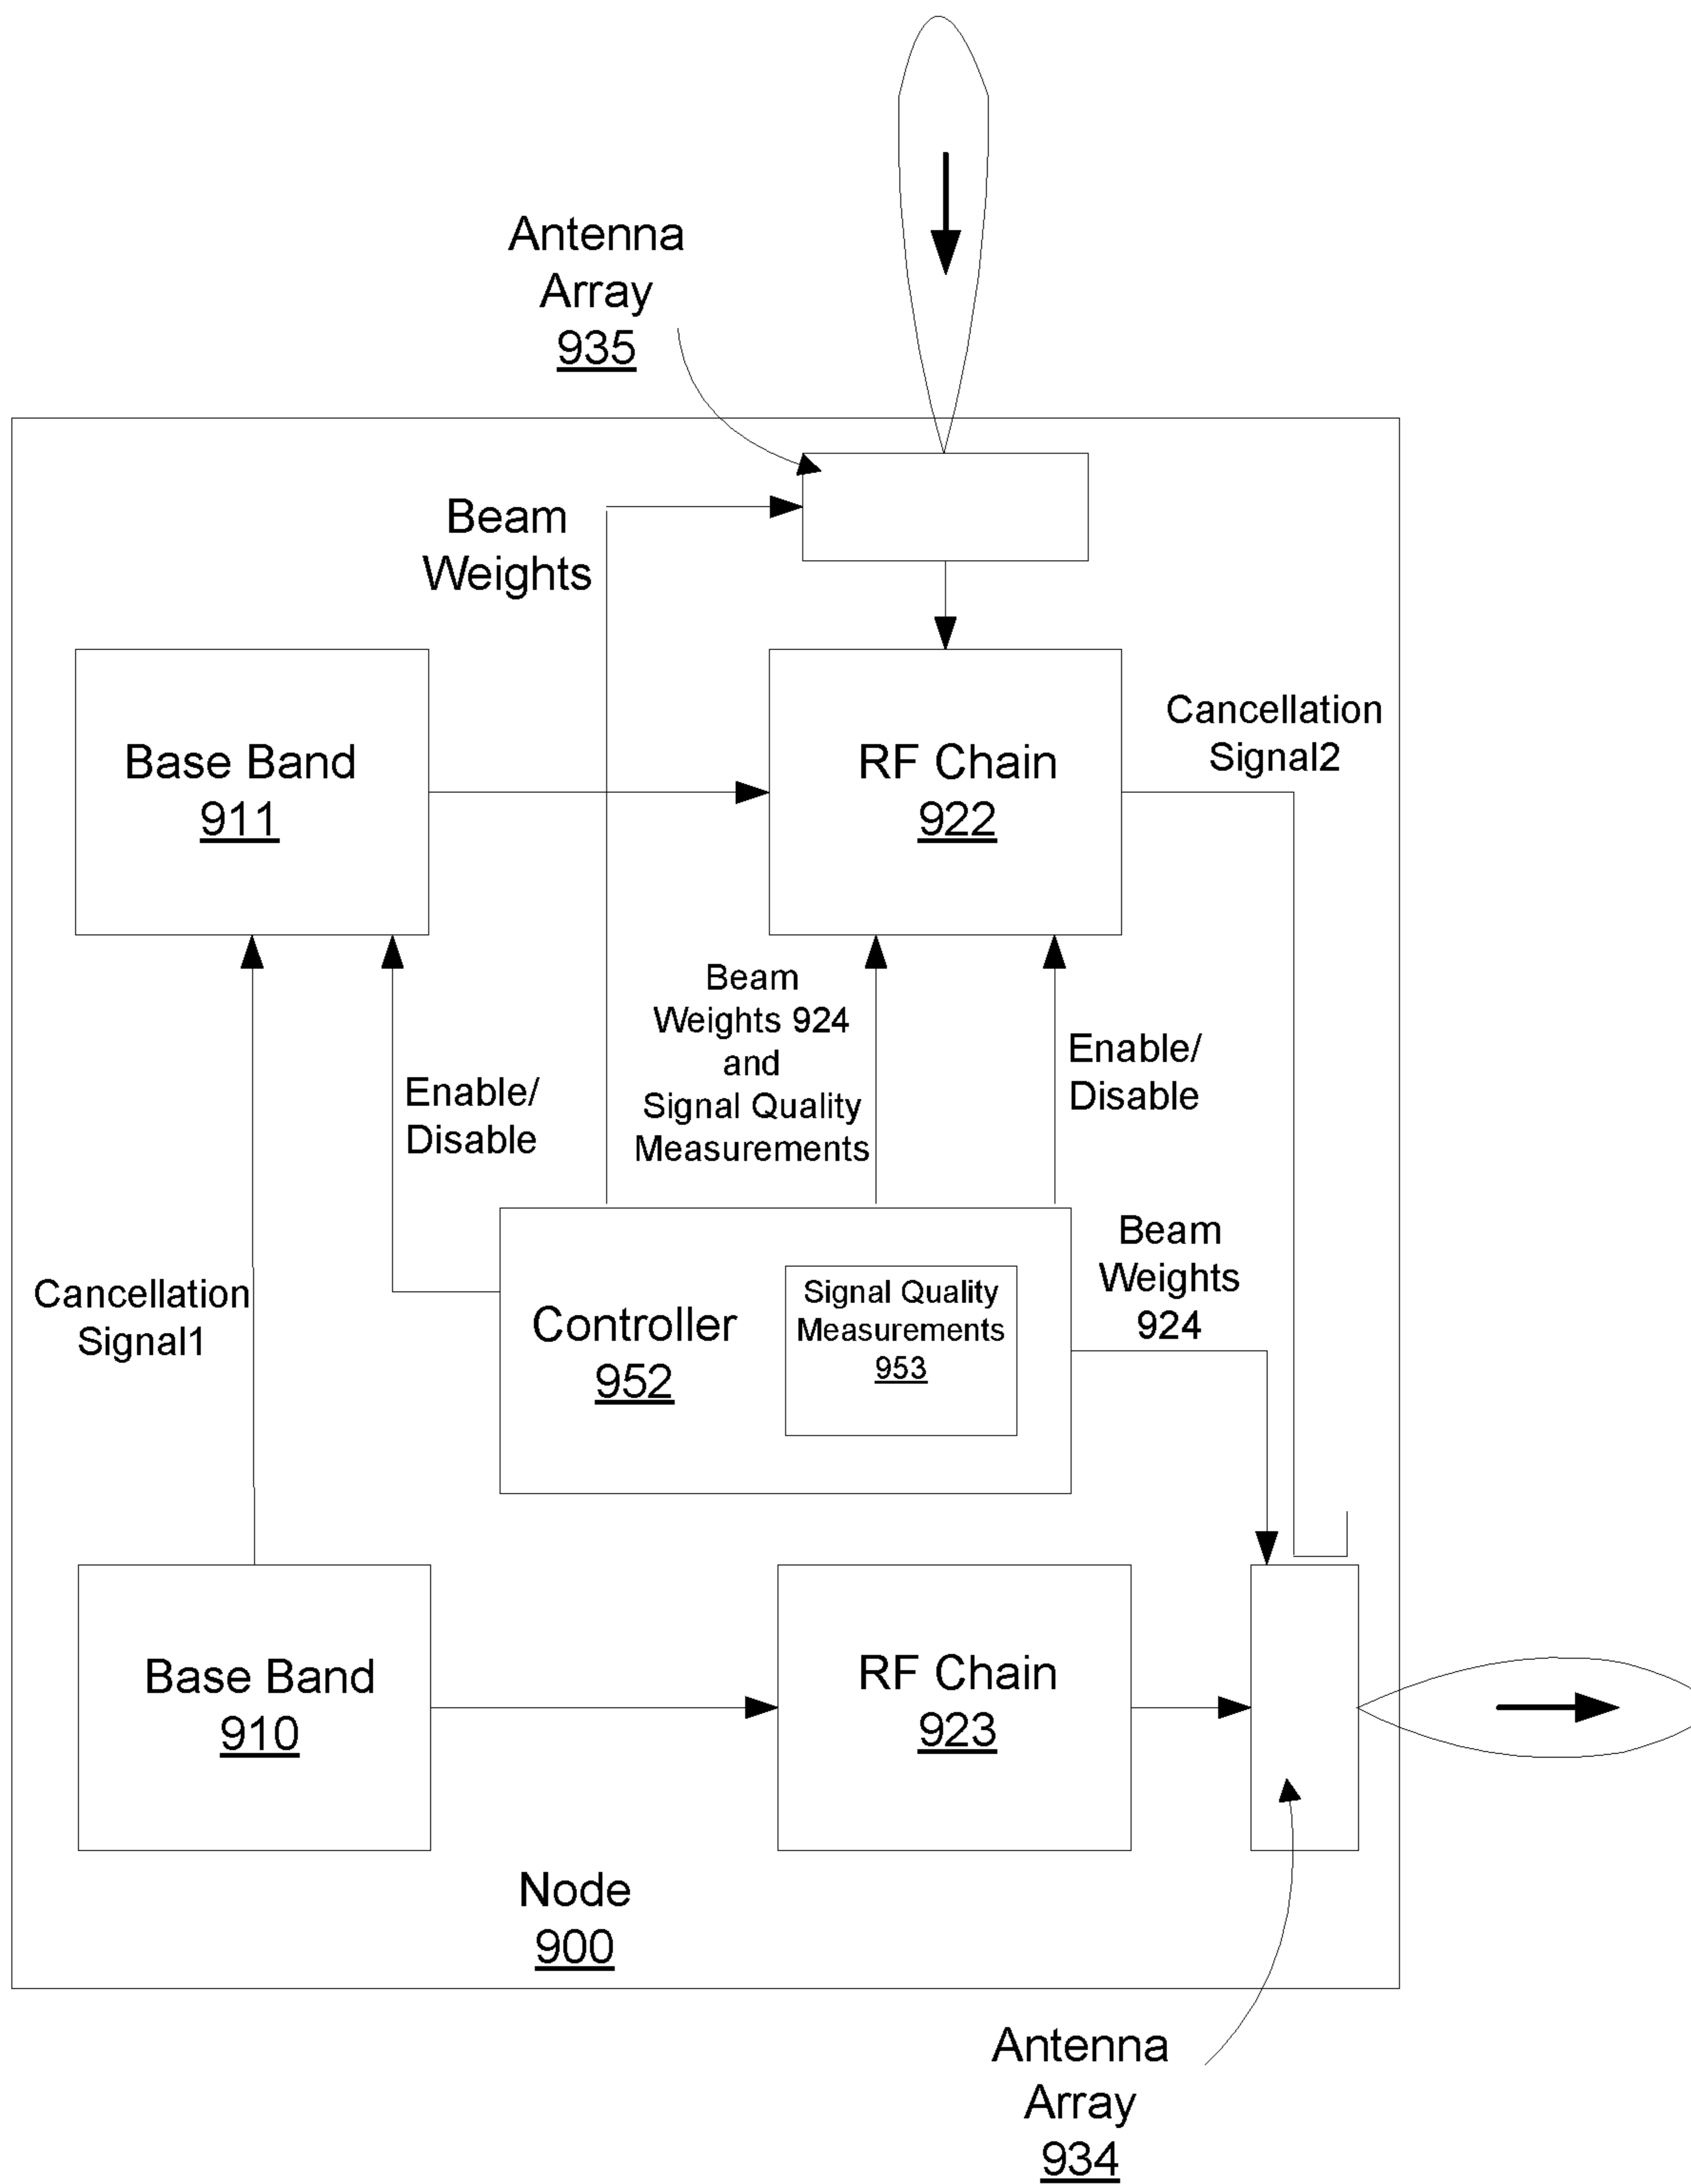 Antenna
Array
935
Beam
Weights
Base Band
911
RF Chain
922
Cancellation
Signal2
Beam
Weights 924
and
Signal Quality
Measurements
Enable/
Disable
Enable/
Disable
Cancellation
Signal1
Controller
952
Signal Quality
Measurements
953
Beam
Weights
924
Base Band
910
RF Chain
923
Node
900
Antenna
Array
934